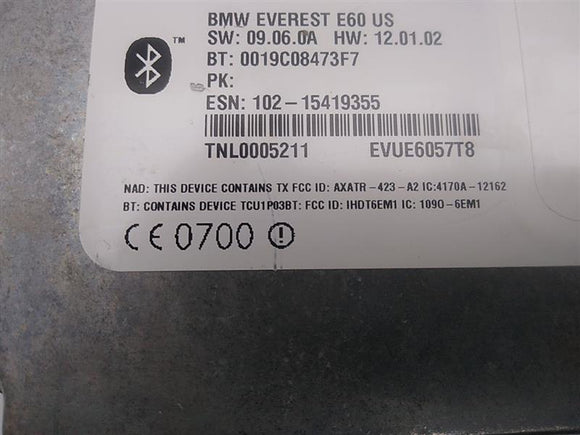 BMW EVEREST E60 US
SW: 09.06.0A HW: 12.01.02
™
BT: 0019C08473F7
PK:
ESN: 102-15419355
TNL0005211 EVUE6057T8
NAD: THIS DEVICE CONTAINS TX FCC ID: AXATR-423-A2 IC:4170A-12162
BT: CONTAINS DEVICE TCU1P03BT: FCC ID: IHDT6EM1 IC: 109O-6EM1
CE 0700